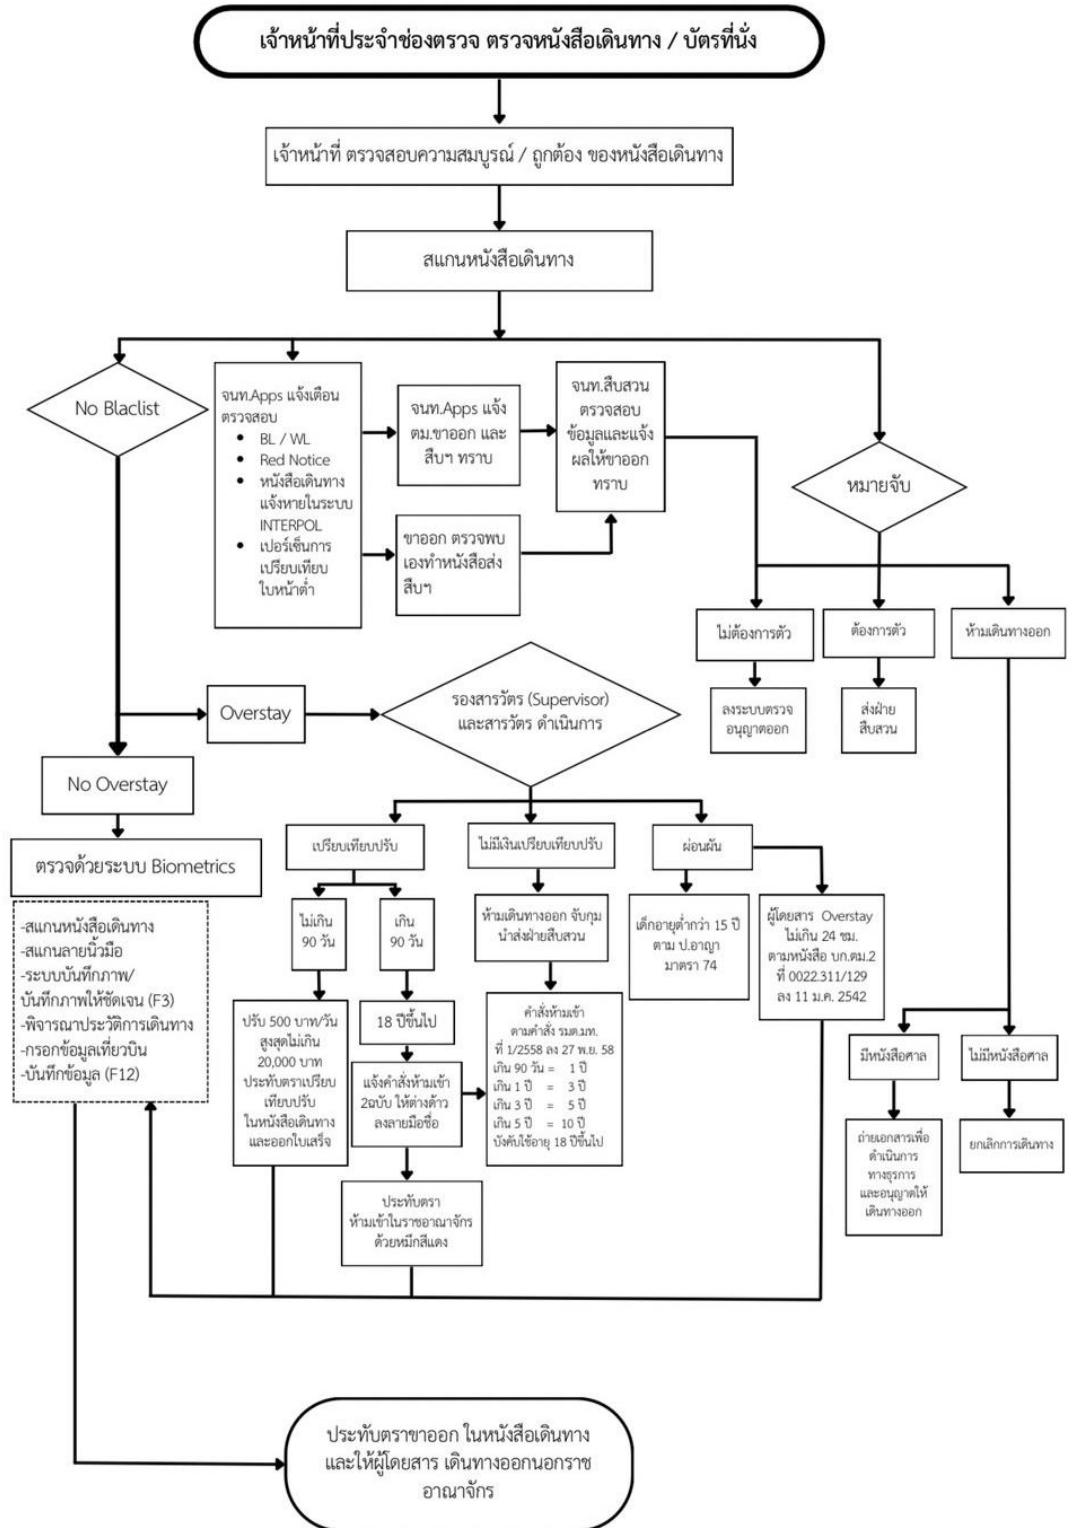 เจ้าหน้าที่ประจำช่องตรวจ ตรวจหนังสือเดินทาง / บัตรที่นั่ง
เจ้าหน้าที่ ตรวจสอบความสมบูรณ์ / ถูกต้อง ของหนังสือเดินทาง
สแกนหนังสือเดินทาง
No Blaclist
จนท.Apps แจ้งเตือน
ตรวจสอบ
• BL / WL
• Red Notice
• หนังสือเดินทาง
แจ้งหายในระบบ
INTERPOL
• เปอร์เซ็นการ
เปรียบเทียบ
ใบหน้าต่ำ
จนท.Apps แจ้ง
ตม.ขาออก และ
สืบฯ ทราบ
ขาออก ตรวจพบ
เองทำหนังสือส่ง
สืบฯ
จนท.สืบสวน
ตรวจสอบ
ข้อมูลและแจ้ง
ผลให้ขาออก
ทราบ
หมายจับ
ไม่ต้องการตัว
ต้องการตัว
ห้ามเดินทางออก
ลงระบบตรวจ
อนุญาตออก
ส่งฝ่าย
สืบสวน
Overstay
รองสารวัตร (Supervisor)
และสารวัตร ดำเนินการ
No Overstay
ตรวจด้วยระบบ Biometrics
-สแกนหนังสือเดินทาง
-สแกนลายนิ้วมือ
-ระบบบันทึกภาพ/
บันทึกภาพให้ชัดเจน (F3)
-พิจารณาประวัติการเดินทาง
-กรอกข้อมูลเที่ยวบิน
-บันทึกข้อมูล (F12)
เปรียบเทียบปรับ
ไม่มีเงินเปรียบเทียบปรับ
ผ่อนผัน
ไม่เกิน
90 วัน
เกิน
90 วัน
ห้ามเดินทางออก จับกุม
นำส่งฝ่ายสืบสวน
เด็กอายุต่ำกว่า 15 ปี
ตาม ป.อาญา
มาตรา 74
ผู้โดยสาร Overstay
ไม่เกิน 24 ชม.
ตามหนังสือ บก.ตม.2
ที่ 0022.311/129
ลง 11 ม.ค. 2542
ปรับ 500 บาท/วัน
สูงสุดไม่เกิน
20,000 บาท
ประทับตราเปรียบ
เทียบปรับ
ในหนังสือเดินทาง
และออกใบเสร็จ
18 ปีขึ้นไป
แจ้งคำสั่งห้ามเข้า
2ฉบับ ให้ต่างด้าว
ลงลายมือชื่อ
คำสั่งห้ามเข้า
ตามคำสั่ง รมต.มท.
ที่ 1/2558 ลง 27 พ.ย. 58
เกิน 90 วัน = 1 ปี
เกิน 1 ปี = 3 ปี
เกิน 3 ปี = 5 ปี
เกิน 5 ปี = 10 ปี
บังคับใช้อายุ 18 ปีขึ้นไป
ประทับตรา
ห้ามเข้าในราชอาณาจักร
ด้วยหมึกสีแดง
มีหนังสือศาล
ไม่มีหนังสือศาล
ถ่ายเอกสารเพื่อ
ดำเนินการ
ทางธุรการ
และอนุญาตให้
เดินทางออก
ยกเลิกการเดินทาง
ประทับตราขาออก ในหนังสือเดินทาง
และให้ผู้โดยสาร เดินทางออกนอกราช
อาณาจักร